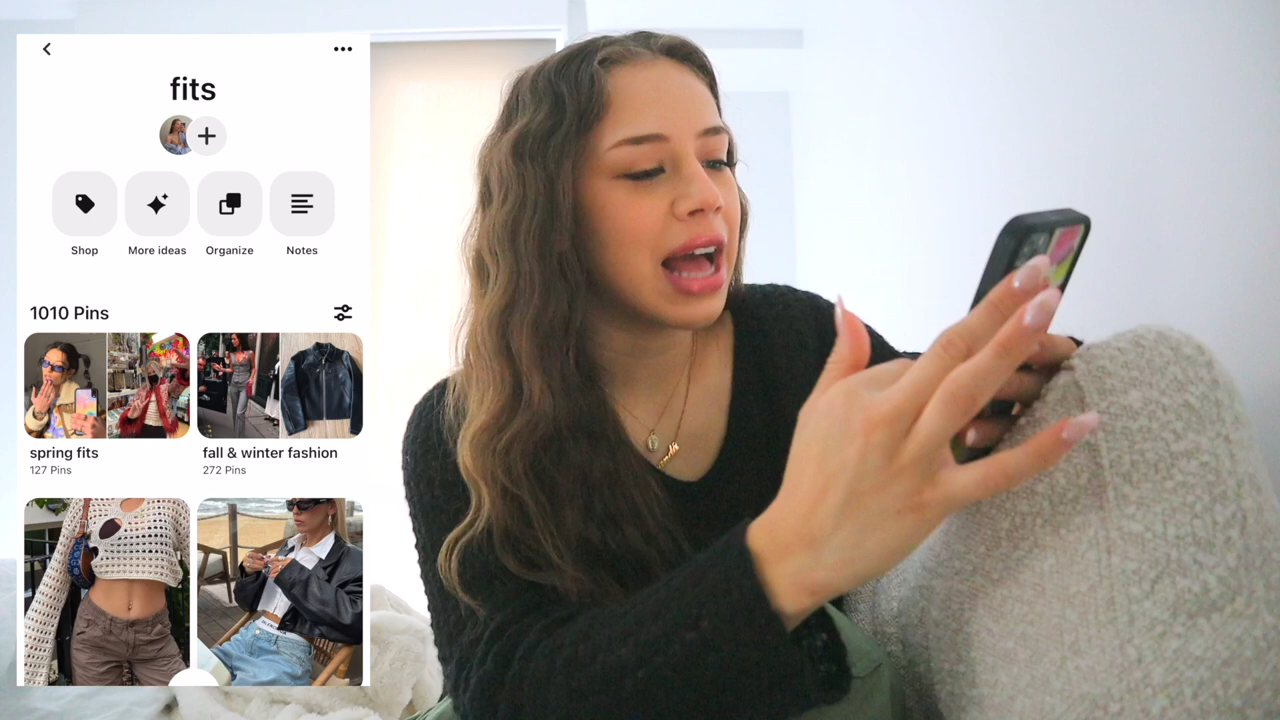 fits
Shop
More ideas
Organize
Notes
1010 Pins
spring fits
127 Pins
fall & winter fashion
272 Pins